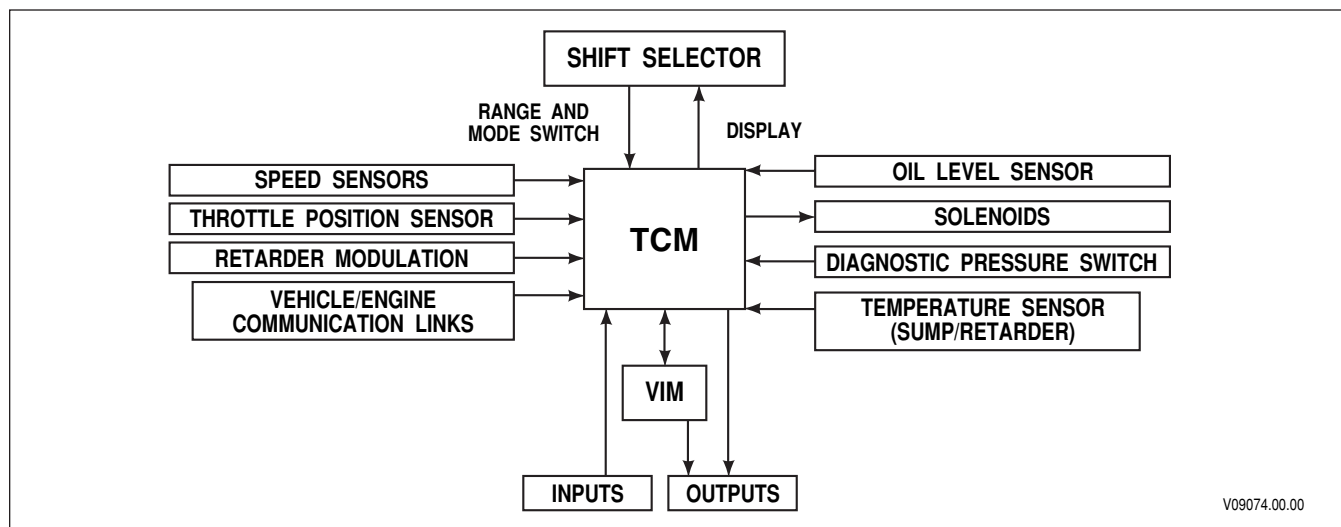 SHIFT SELECTOR
RANGE AND
MODE SWITCH
DISPLAY
SPEED SENSORS
THROTTLE POSITION SENSOR
RETARDER MODULATION
VEHICLE/ENGINE
COMMUNICATION LINKS
TCM
OIL LEVEL SENSOR
SOLENOIDS
DIAGNOSTIC PRESSURE SWITCH
TEMPERATURE SENSOR
(SUMP/RETARDER)
VIM
INPUTS
OUTPUTS
V09074.00.00